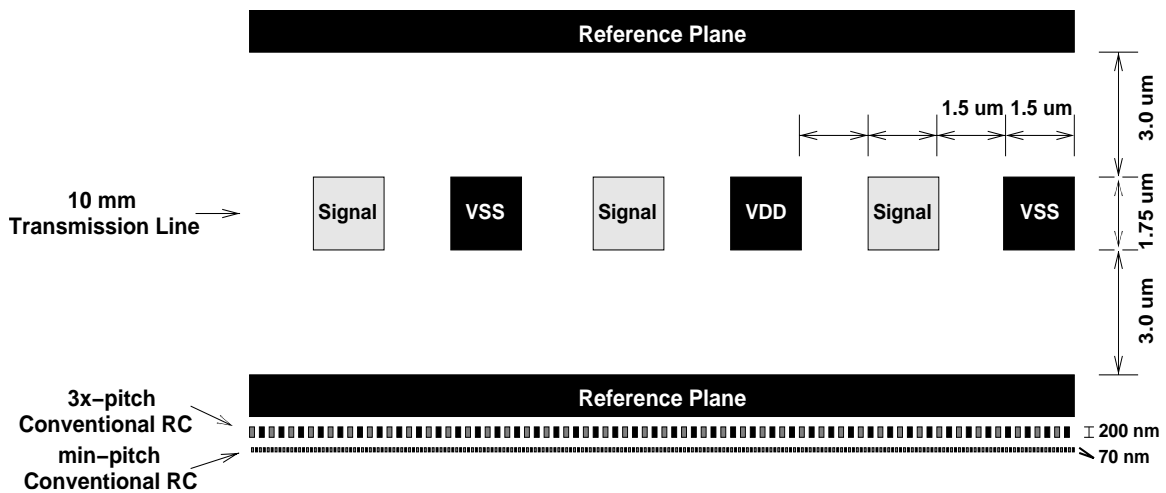 Reference Plane
1.5 um 1.5 um
3.0 um
10 mm
Transmission Line
Signal VSS Signal VDD Signal VSS
1.75 um
3.0 um
Reference Plane
3x−pitch
Conventional RC
200 nm
min−pitch
Conventional RC
70 nm